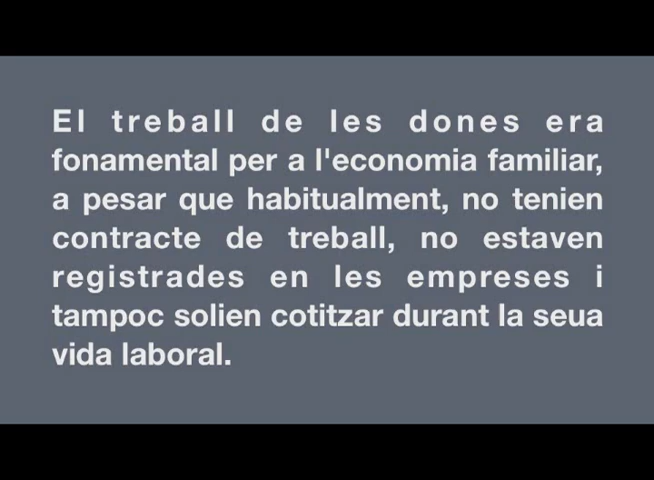 El treball de les dones era
fonamental per a l'economia familiar,
a pesar que habitualment, no tenien
contracte de treball, no estaven
registrades en les empreses i
tampoc solien cotitzar durant la seua
vida laboral.